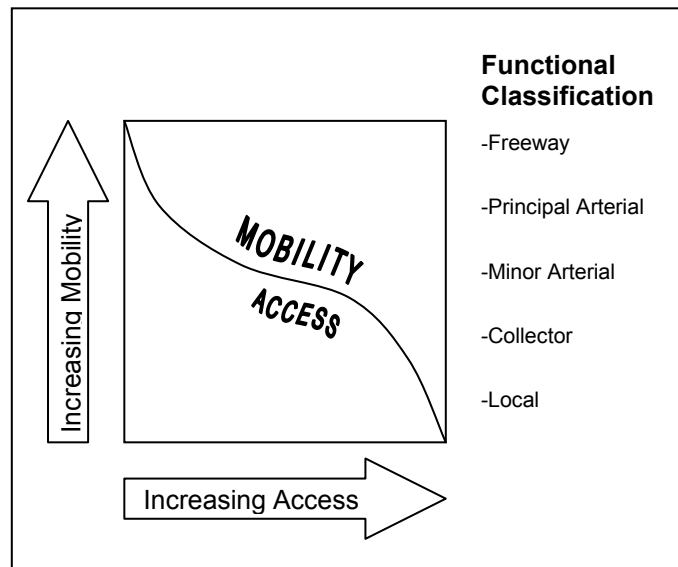 Functional
Classification
-Freeway
-Principal Arterial
-Minor Arterial
-Collector
-Local
Increasing Mobility
MOBILITY
ACCESS
Increasing Access